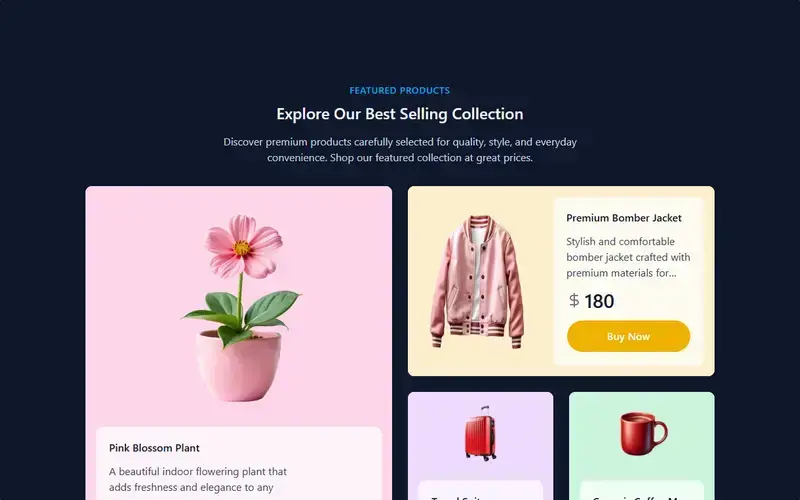 FEATURED PRODUCTS
Explore Our Best Selling Collection
Discover premium products carefully selected for quality, style, and everyday
convenience. Shop our featured collection at great prices.
Premium Bomber Jacket
Stylish and comfortable
bomber jacket crafted with
premium materials for...
$ 180
Buy Now
Pink Blossom Plant
A beautiful indoor flowering plant that
adds freshness and elegance to any